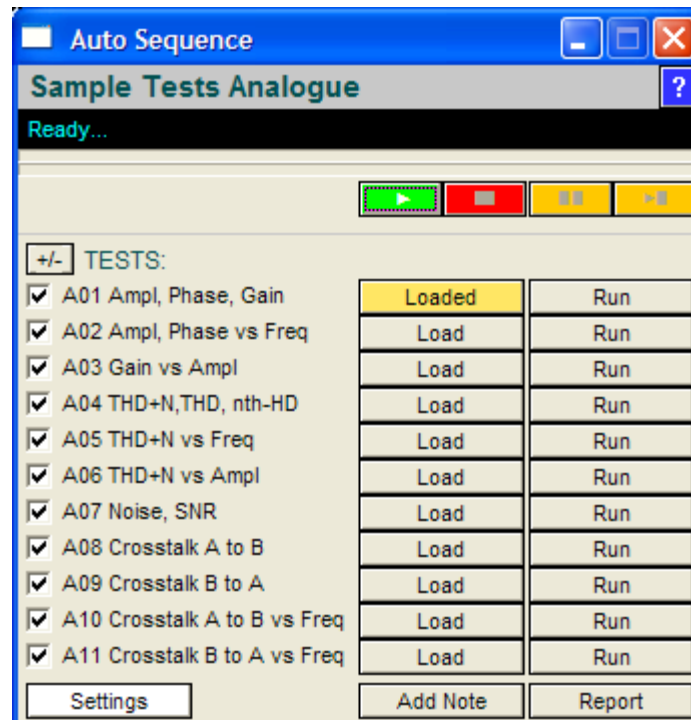 Auto Sequence
Sample Tests Analogue ?
Ready...
+/- TESTS:
A01 Ampl, Phase, Gain Loaded Run
A02 Ampl, Phase vs Freq Load Run
A03 Gain vs Ampl Load Run
A04 THD+N,THD, nth-HD Load Run
A05 THD+N vs Freq Load Run
A06 THD+N vs Ampl Load Run
A07 Noise, SNR Load Run
A08 Crosstalk A to B Load Run
A09 Crosstalk B to A Load Run
A10 Crosstalk A to B vs Freq Load Run
A11 Crosstalk B to A vs Freq Load Run
Settings Add Note Report